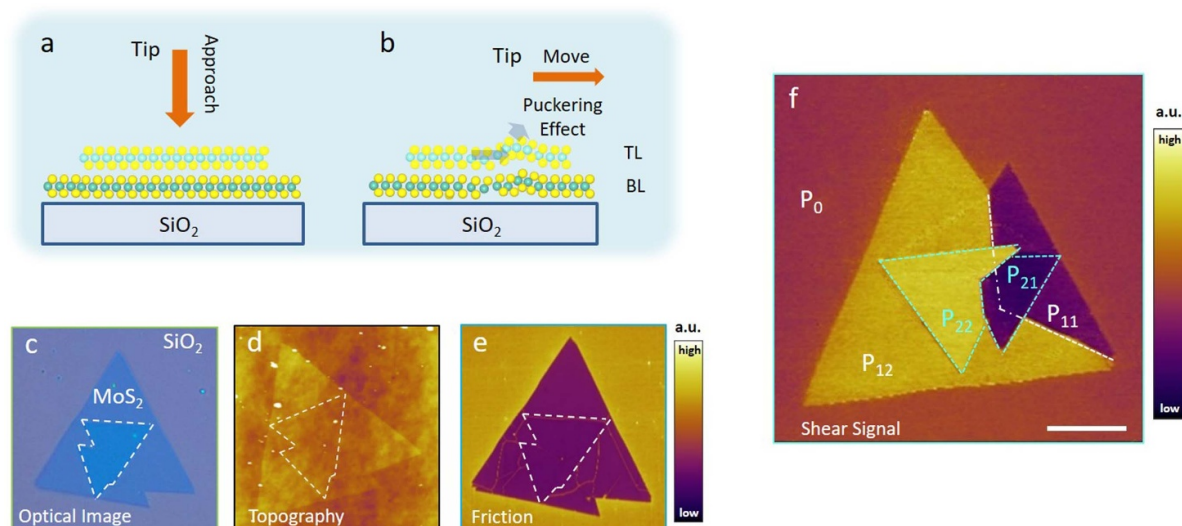 a
Tip
Approach
SiO₂
b
Tip
Move
Puckering
Effect
TL
BL
SiO₂
c
SiO₂
MoS₂
Optical Image
d
Topography
e
Friction
a.u.
high
low
f
P₀
P₂₁
P₁₁
P₂₂
P₁₂
Shear Signal
a.u.
high
low